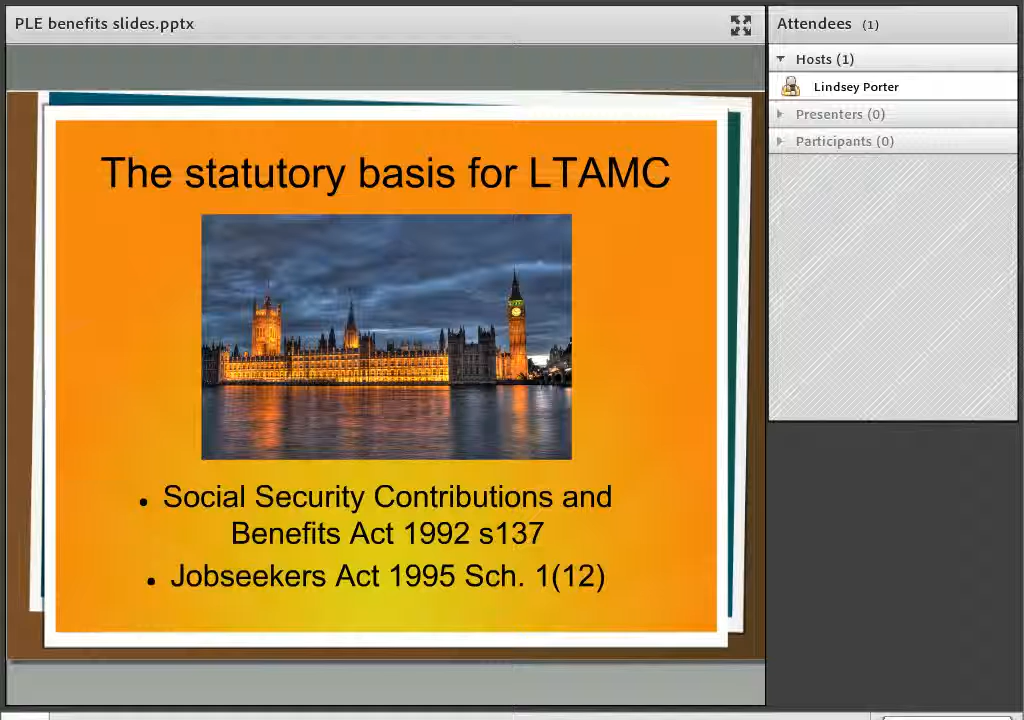 PLE benefits slides.pptx
The statutory basis for LTAMC
• Social Security Contributions and
Benefits Act 1992 s137
• Jobseekers Act 1995 Sch. 1(12)
Attendees (1)
Hosts (1)
Lindsey Porter
Presenters (0)
Participants (0)